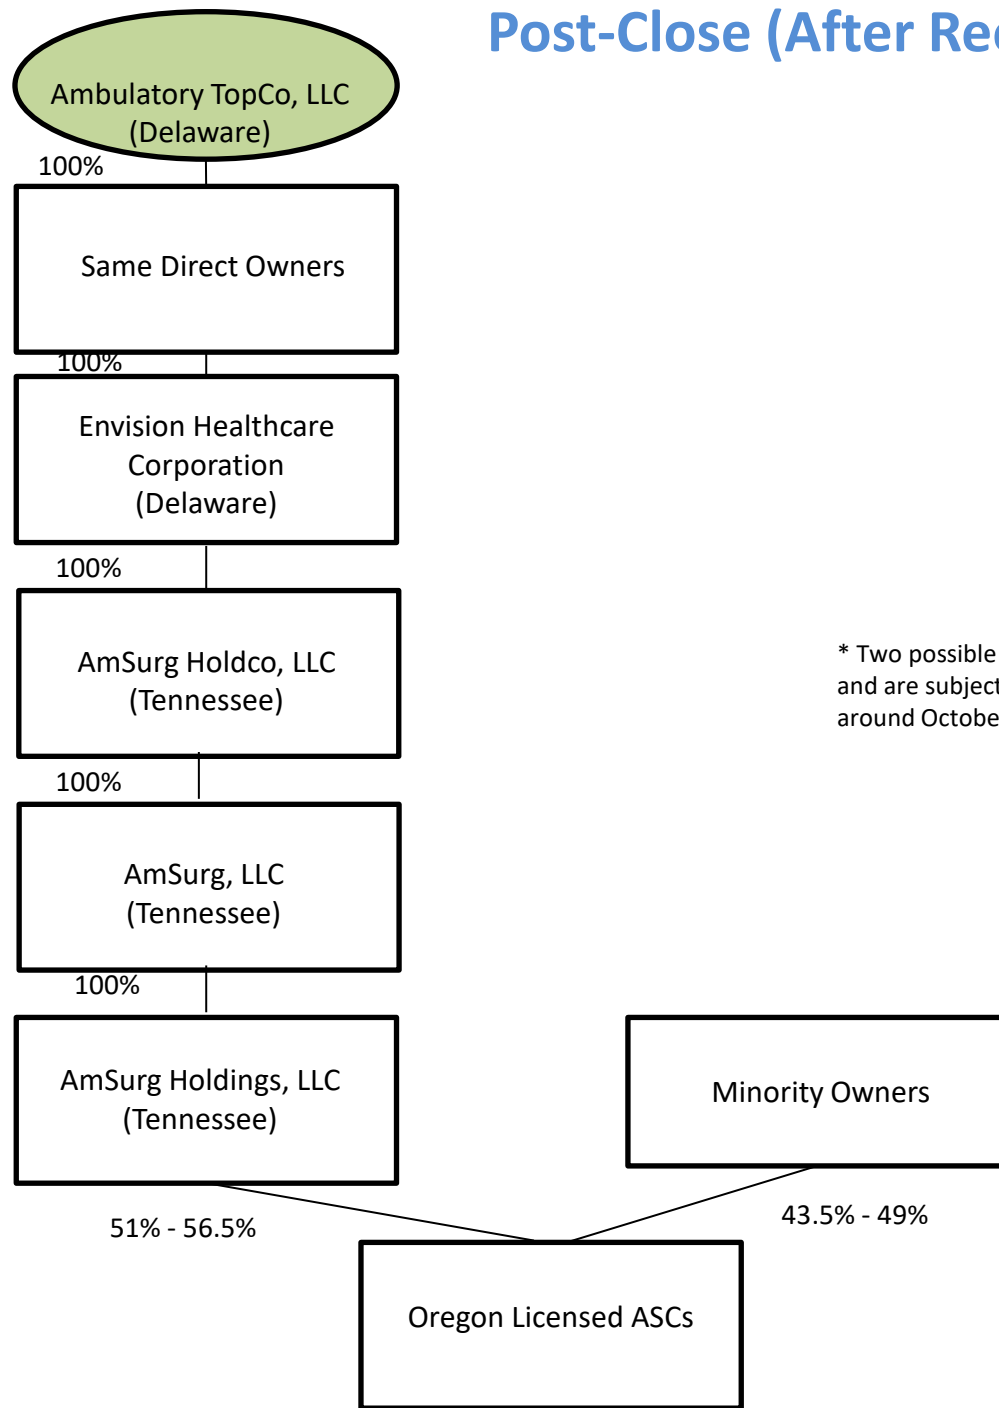 Post-Close (After Rec
Ambulatory TopCo, LLC
(Delaware)
100%
Same Direct Owners
100%
Envision Healthcare
Corporation
(Delaware)
100%
AmSurg Holdco, LLC
(Tennessee)
* Two possible
and are subject
around Octobe
100%
AmSurg, LLC
(Tennessee)
100%
AmSurg Holdings, LLC
(Tennessee)
Minority Owners
51% - 56.5%
43.5% - 49%
Oregon Licensed ASCs